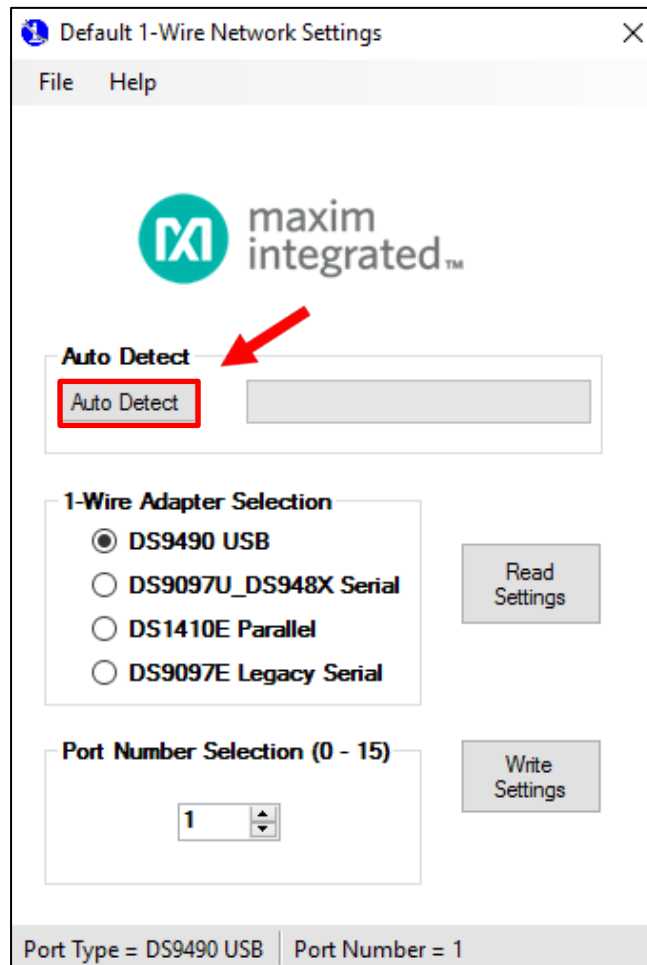 Default 1-Wire Network Settings
File Help
maxim
integrated™
Auto Detect
Auto Detect
1-Wire Adapter Selection
DS9490 USB
DS9097U_DS948X Serial
DS1410E Parallel
DS9097E Legacy Serial
Read
Settings
Port Number Selection (0 - 15)
1
Write
Settings
Port Type = DS9490 USB Port Number = 1